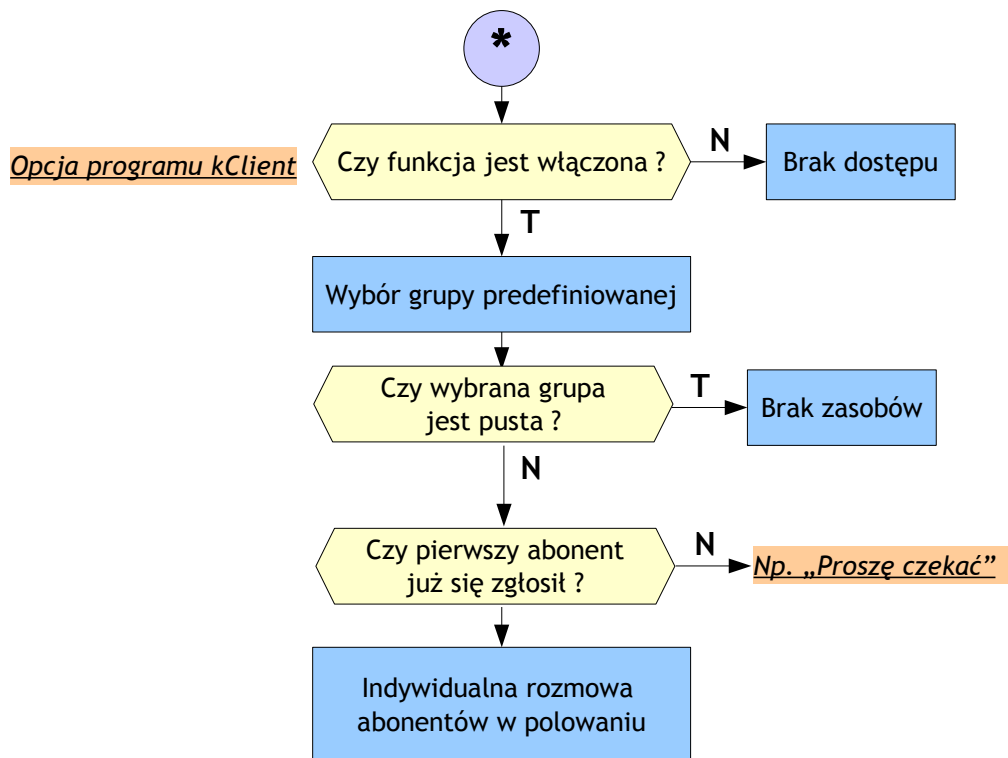 *
Opcja programu kClient
Czy funkcja jest włączona ?
N
Brak dostępu
T
Wybór grupy predefiniowanej
Czy wybrana grupa
jest pusta ?
T
Brak zasobów
N
Czy pierwszy abonent
już się zgłosił ?
N
Np. „Proszę czekać”
Indywidualna rozmowa
abonentów w polowaniu